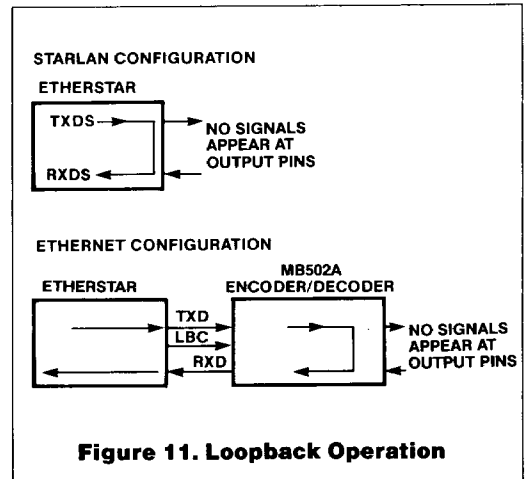 STARLAN CONFIGURATION
ETHERSTAR
TXDS
RXDS
NO SIGNALS
APPEAR AT
OUTPUT PINS
ETHERNET CONFIGURATION
ETHERSTAR
MB502A
ENCODER/DECODER
TXD
LBC
RXD
NO SIGNALS
APPEAR AT
OUTPUT PINS
Figure 11. Loopback Operation